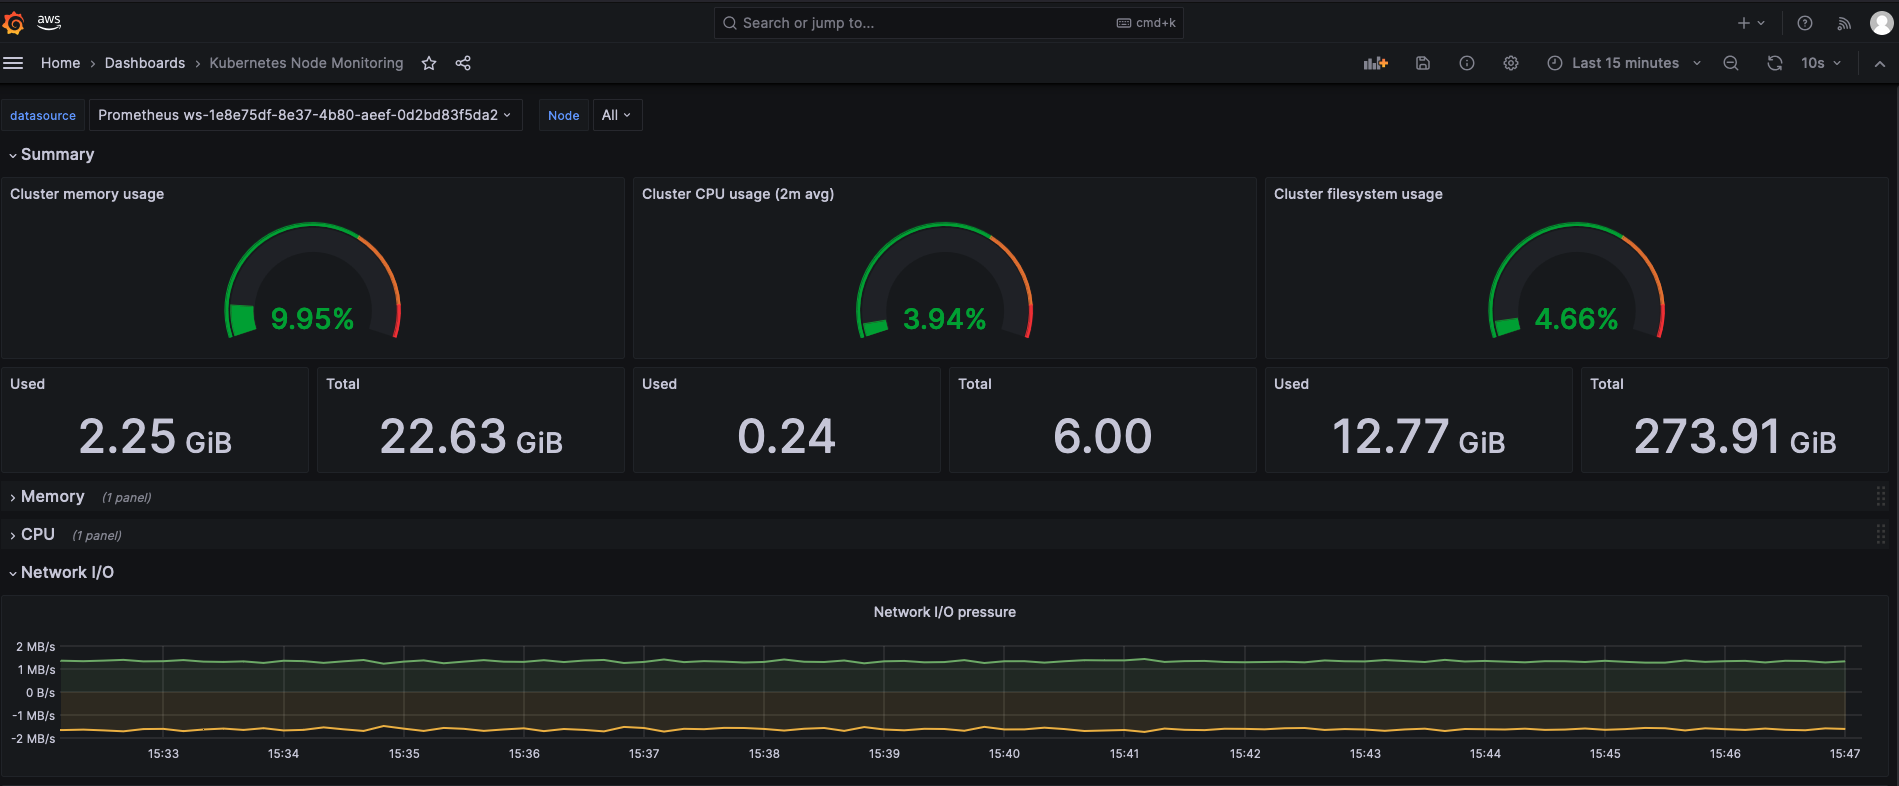 aws
Search or jump to...
cmd+k
Home
Dashboards
Kubernetes Node Monitoring
Last 15 minutes
10s
datasource
Prometheus ws-1e8e75df-8e37-4b80-aeef-0d2bd83f5da2
Node
All
Summary
Cluster memory usage
Cluster CPU usage (2m avg)
Cluster filesystem usage
9.95%
3.94%
4.66%
Used
Total
Used
Total
Used
Total
2.25 GiB
22.63 GiB
0.24
6.00
12.77 GiB
273.91 GiB
Memory (1 panel)
CPU (1 panel)
Network I/O
Network I/O pressure
2 MB/s
1 MB/s
0 B/s
-1 MB/s
-2 MB/s
15:33 15:34 15:35 15:36 15:37 15:38 15:39 15:40 15:41 15:42 15:43 15:44 15:45 15:46 15:47